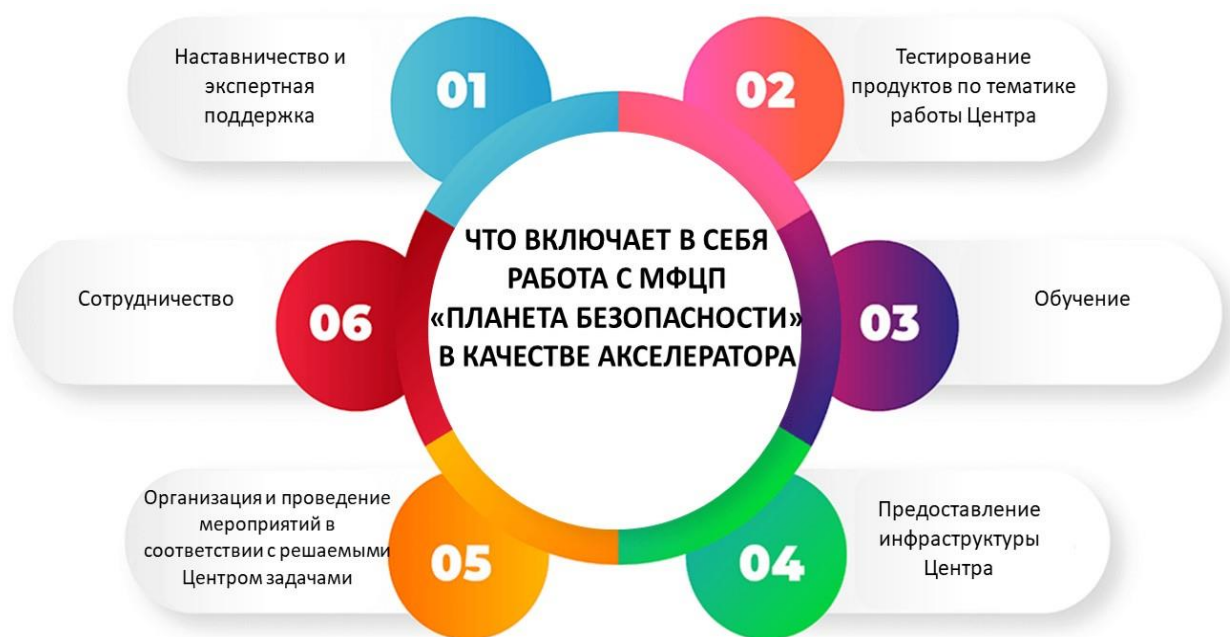 ЧТО ВКЛЮЧАЕТ В СЕБЯ
РАБОТА С МФЦП
«ПЛАНЕТА БЕЗОПАСНОСТИ»
В КАЧЕСТВЕ АКСЕЛЕРАТОРА
01
Наставничество и
экспертная
поддержка
02
Тестирование
продуктов по тематике
работы Центра
03
Обучение
04
Предоставление
инфраструктуры
Центра
05
Организация и проведение
мероприятий в
соответствии с решаемыми
Центром задачами
06
Сотрудничество